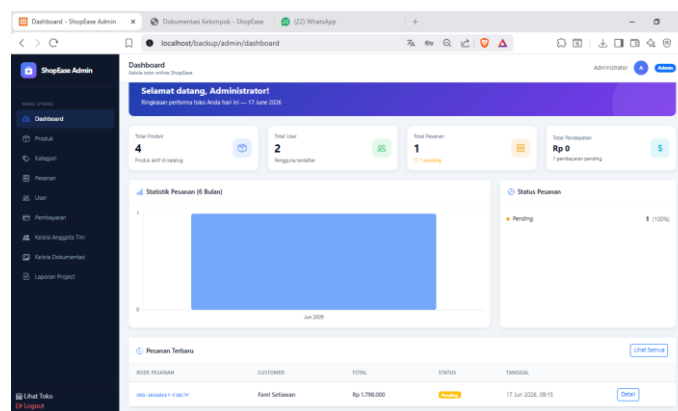 Dashboard - ShopEase Admin
Dokumentasi Kelompok - ShopEase
(22) WhatsApp
localhost/backup/admin/dashboard
ShopEase Admin
Dashboard
Kelola toko online ShopEase
Administrator
A
Admin
MENU UTAMA
Dashboard
Produk
Kategori
Pesanan
User
Pembayaran
Kelola Anggota Tim
Kelola Dokumentasi
Laporan Project
Lihat Toko
Logout
Selamat datang, Administrator!
Ringkasan performa toko Anda hari ini — 17 June 2026
Total Produk
4
Produk aktif di katalog
Total User
2
Pengguna terdaftar
Total Pesanan
1
1 pending
Total Pendapatan
Rp 0
1 pembayaran pending
Statistik Pesanan (6 Bulan)
1
0
Jun 2026
Status Pesanan
Pending
1 (100%)
Pesanan Terbaru
Lihat Semua
KODE PESANAN CUSTOMER TOTAL STATUS TANGGAL
Farel Setiawan Rp 1.798.000 Pending 17 Jun 2026, 09:15 Detail